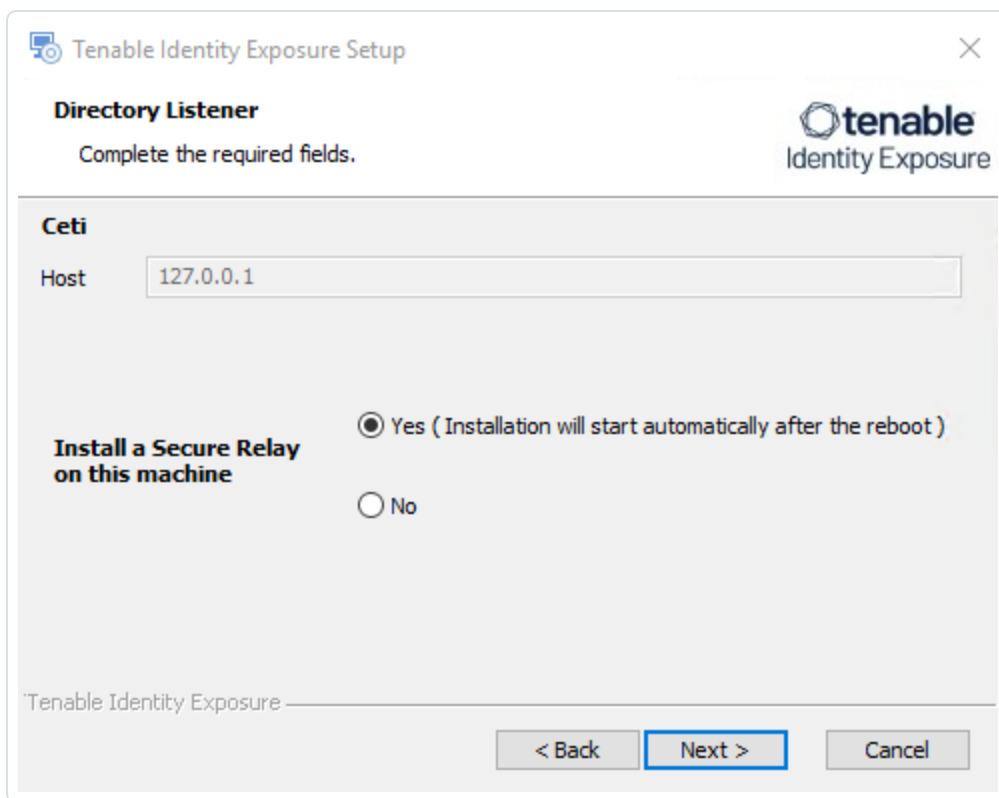 Tenable Identity Exposure Setup
Directory Listener
Complete the required fields.
tenable
Identity Exposure
Ceti
Host
127.0.0.1
Install a Secure Relay
on this machine
Yes ( Installation will start automatically after the reboot )
No
Tenable Identity Exposure
< Back
Next >
Cancel